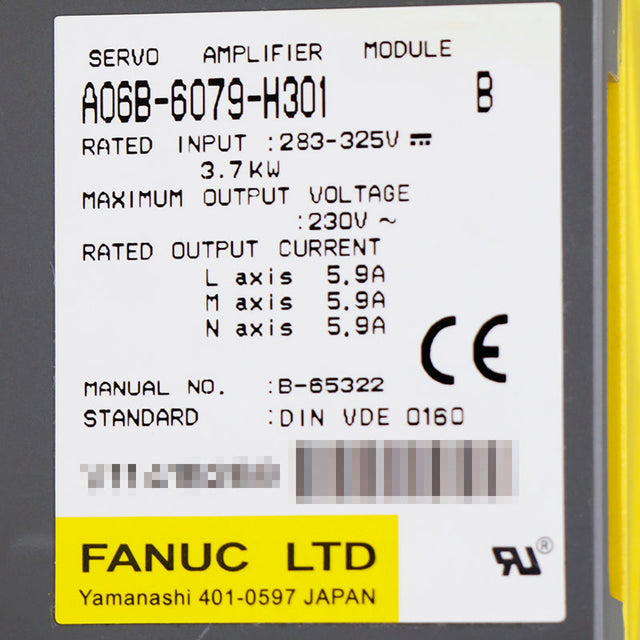 SERVO AMPLIFIER MODULE
A06B-6079-H301 B
RATED INPUT :283-325V ⎓
3.7kW
MAXIMUM OUTPUT VOLTAGE
:230V ~
RATED OUTPUT CURRENT
L axis 5.9A
M axis 5.9A
N axis 5.9A
CE
MANUAL NO. :B-65322
STANDARD :DIN VDE 0160
FANUC LTD
Yamanashi 401-0597 JAPAN
RU®